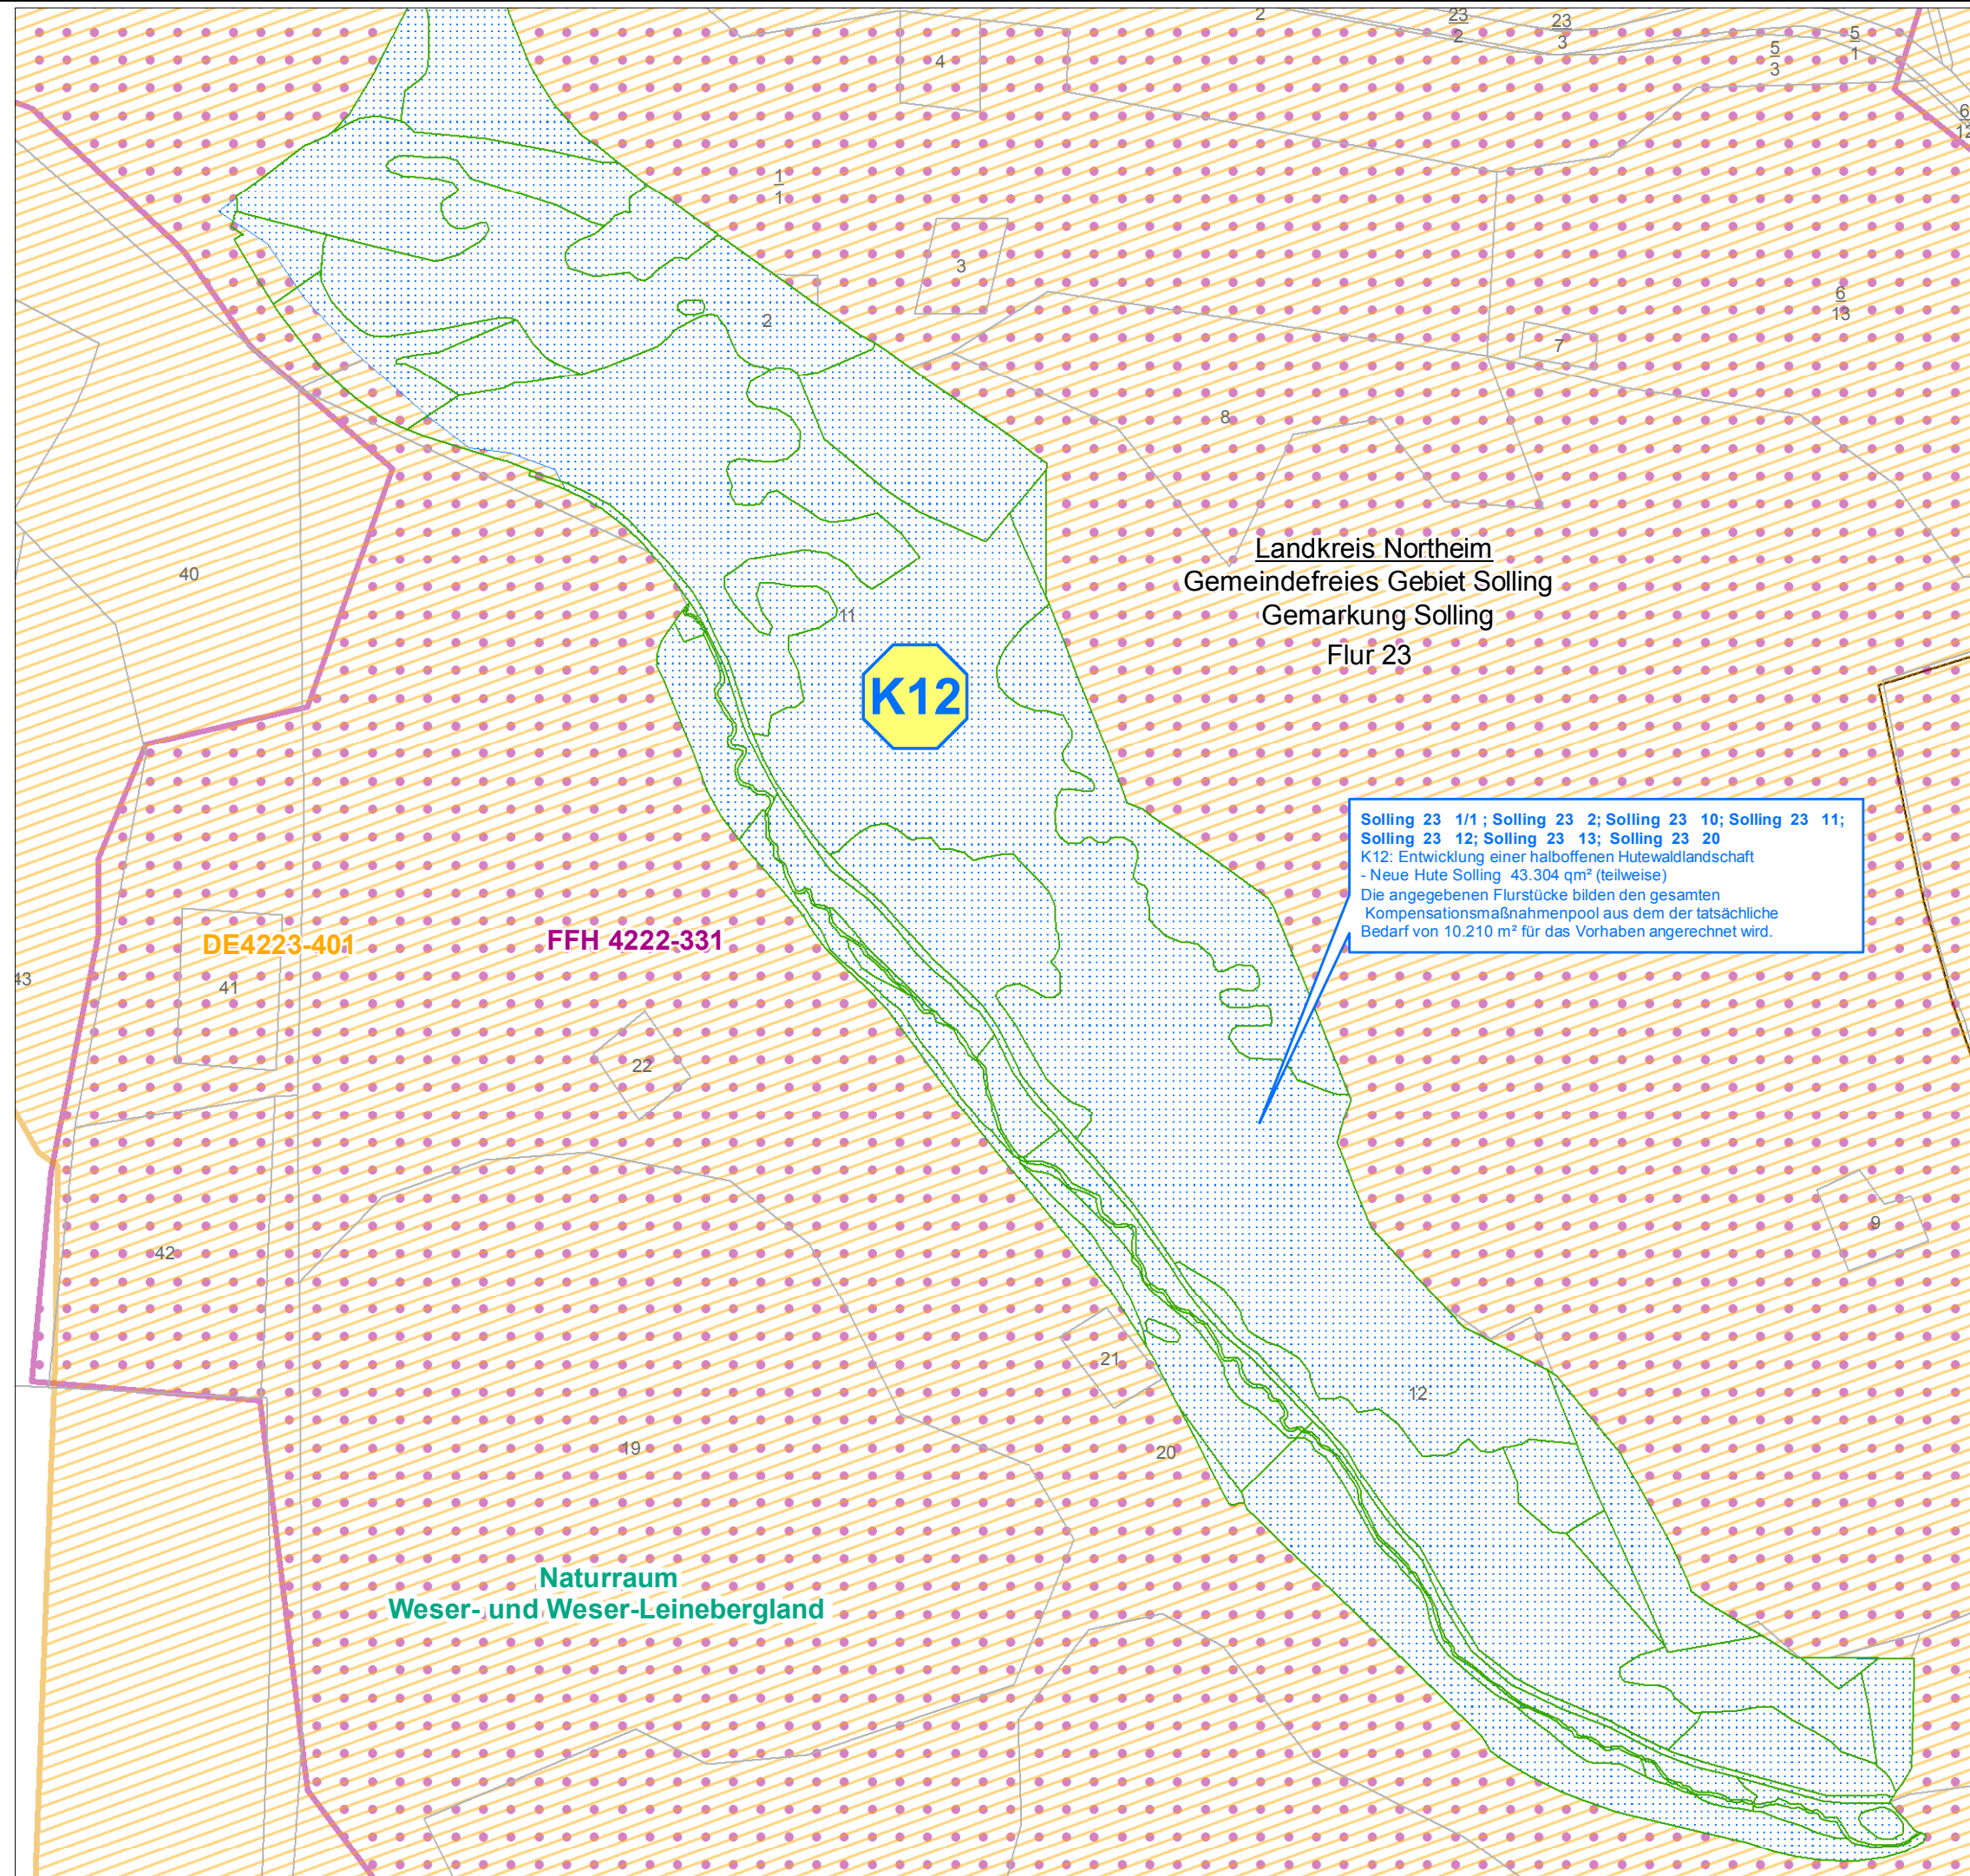 2
23
2
23
3
5
3
5
1
6
12
4
1
1
3
2
6
13
7
8
Landkreis Northeim
Gemeindefreies Gebiet Solling
Gemarkung Solling
Flur 23
40
11
K12
Solling 23 1/1 ; Solling 23 2; Solling 23 10; Solling 23 11;
Solling 23 12; Solling 23 13; Solling 23 20
K12: Entwicklung einer halboffenen Hutewaldlandschaft
- Neue Hute Solling 43.304 qm² (teilweise)
Die angegebenen Flurstücke bilden den gesamten
Kompensationsmaßnahmenpool aus dem der tatsächliche
Bedarf von 10.210 m² für das Vorhaben angerechnet wird.
DE4223-401
FFH 4222-331
43
41
22
42
9
21
12
19
20
Naturraum
Weser- und Weser-Leinebergland